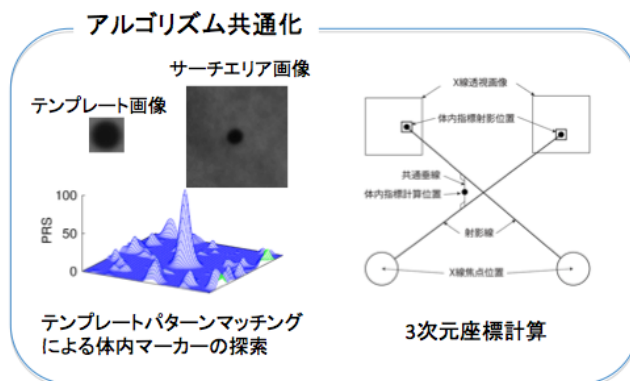 アルゴリズム共通化
サーチエリア画像
テンプレート画像
100
50
0
PRS
テンプレートパターンマッチング
による体内マーカーの探索
X線透視画像
体内指標射影位置
共通垂線
体内指標計算位置
射影線
X線焦点位置
3次元座標計算